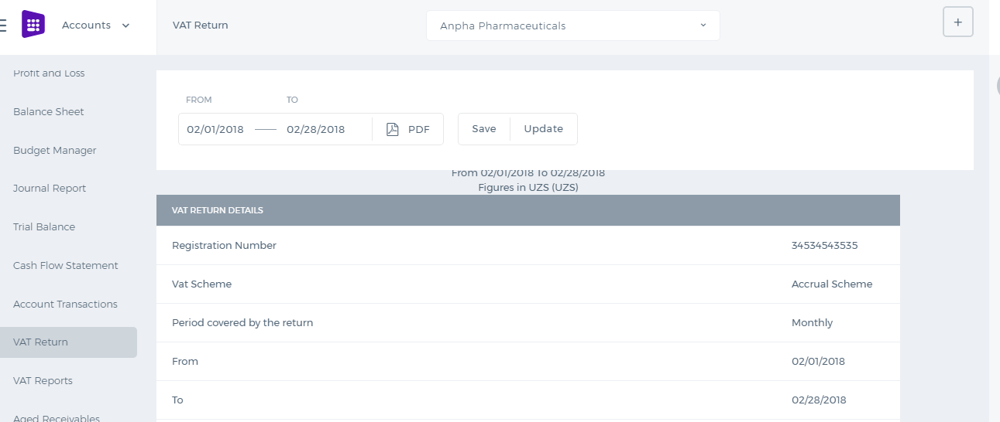 Accounts
VAT Return
Anpha Pharmaceuticals
+
Profit and Loss
Balance Sheet
Budget Manager
Journal Report
Trial Balance
Cash Flow Statement
Account Transactions
VAT Return
VAT Reports
Aged Receivables
FROM TO
02/01/2018 02/28/2018 PDF Save Update
From 02/01/2018 To 02/28/2018
Figures in UZS (UZS)
VAT RETURN DETAILS
Registration Number 34534543535
Vat Scheme Accrual Scheme
Period covered by the return Monthly
From 02/01/2018
To 02/28/2018